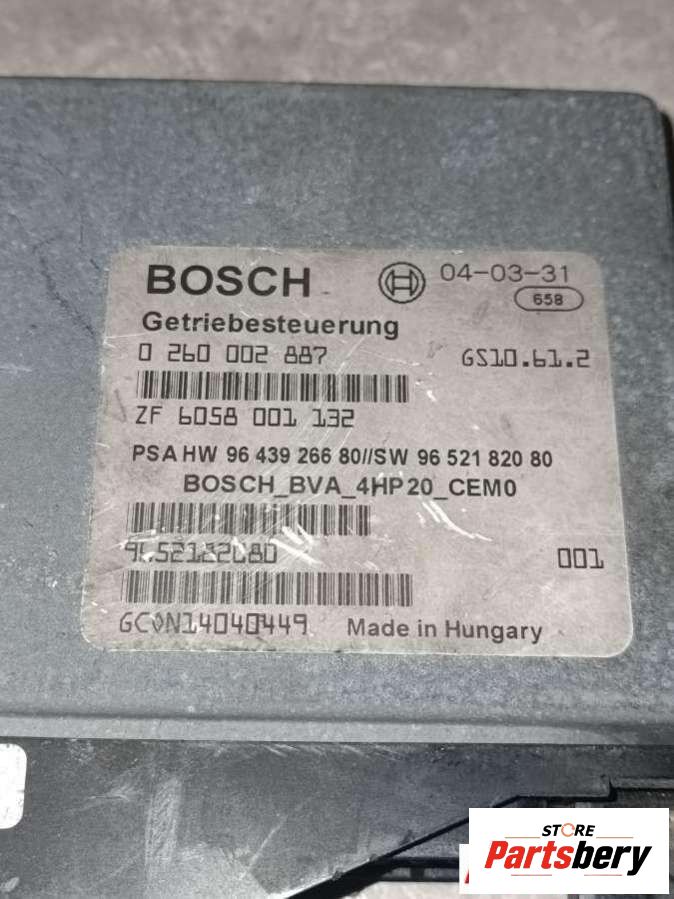 BOSCH 04-03-31
658
Getriebesteuerung
0 260 002 887 GS10.61.2
ZF 6058 001 132
PSA HW 96 439 266 80//SW 96 521 820 80
BOSCH_BVA_4HP20_CEM0
001
GC0N14040449 Made in Hungary
STORE
Partsbery